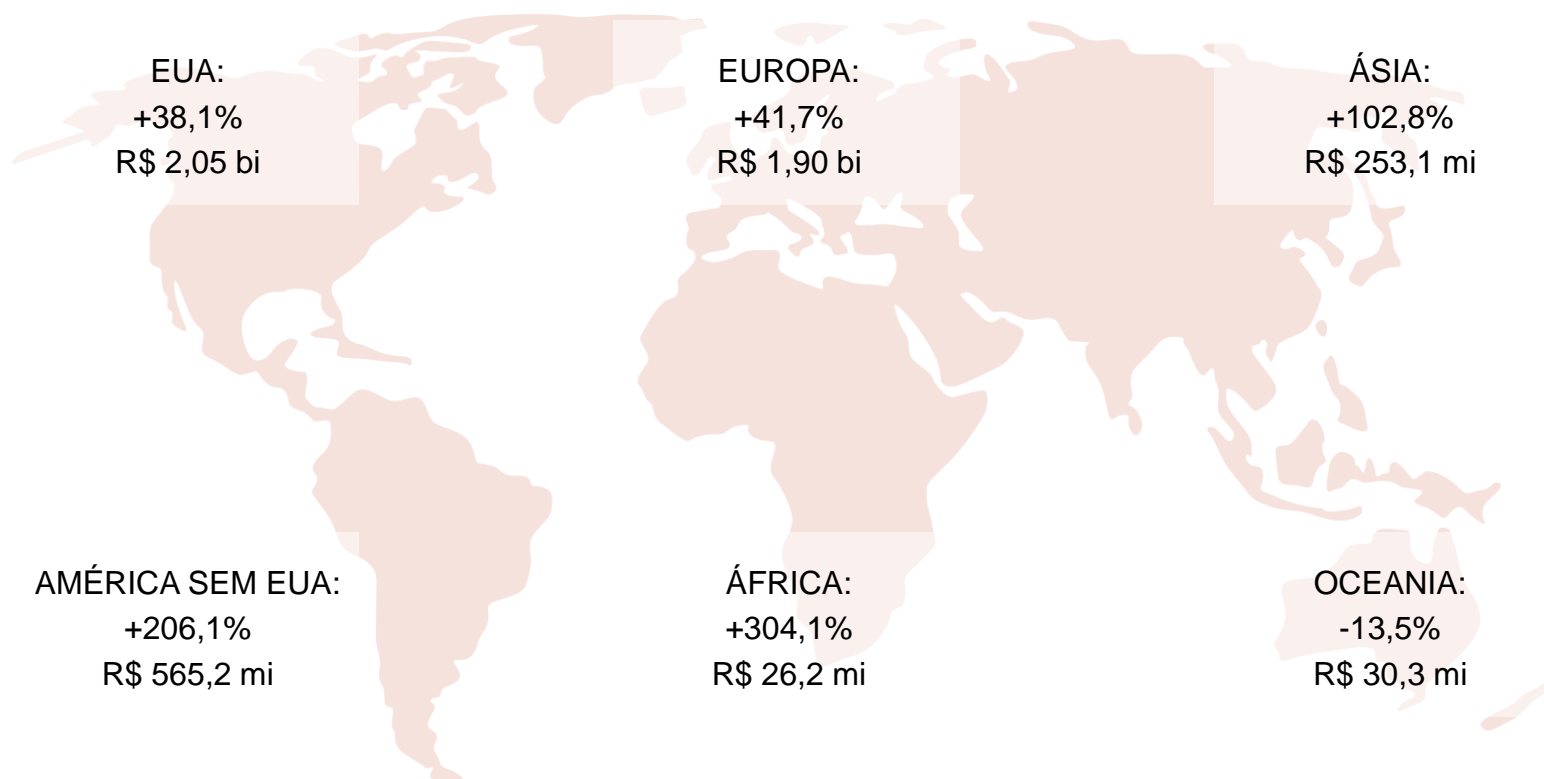 EUA:
+38,1%
R$ 2,05 bi
EUROPA:
+41,7%
R$ 1,90 bi
ÁSIA:
+102,8%
R$ 253,1 mi
AMÉRICA SEM EUA:
+206,1%
R$ 565,2 mi
ÁFRICA:
+304,1%
R$ 26,2 mi
OCEANIA:
-13,5%
R$ 30,3 mi